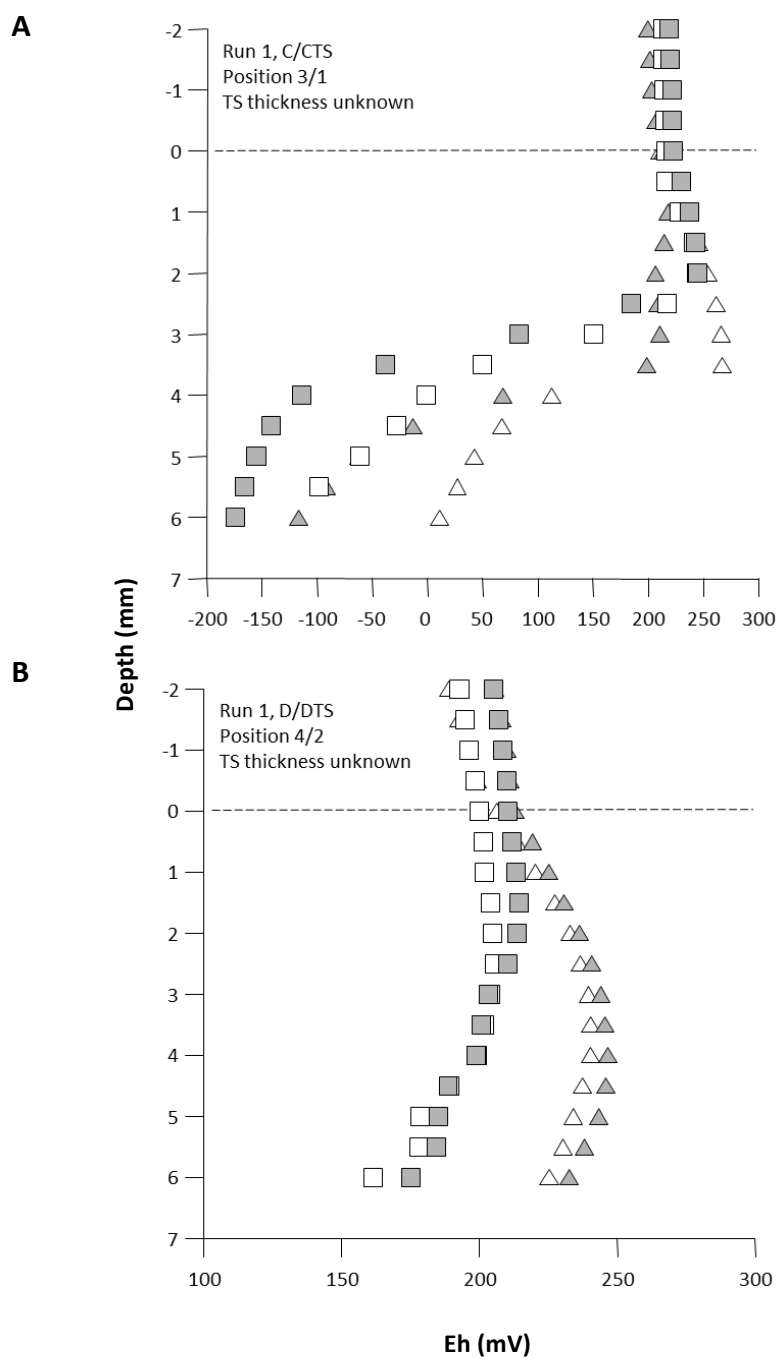 A
Run 1, C/CTS
Position 3/1
TS thickness unknown
-2
-1
0
1
2
3
4
5
6
7
-200 -150 -100 -50 0 50 100 150 200 250 300
Depth (mm)
B
Run 1, D/DTS
Position 4/2
TS thickness unknown
-2
-1
0
1
2
3
4
5
6
7
100 150 200 250 300
Eh (mV)